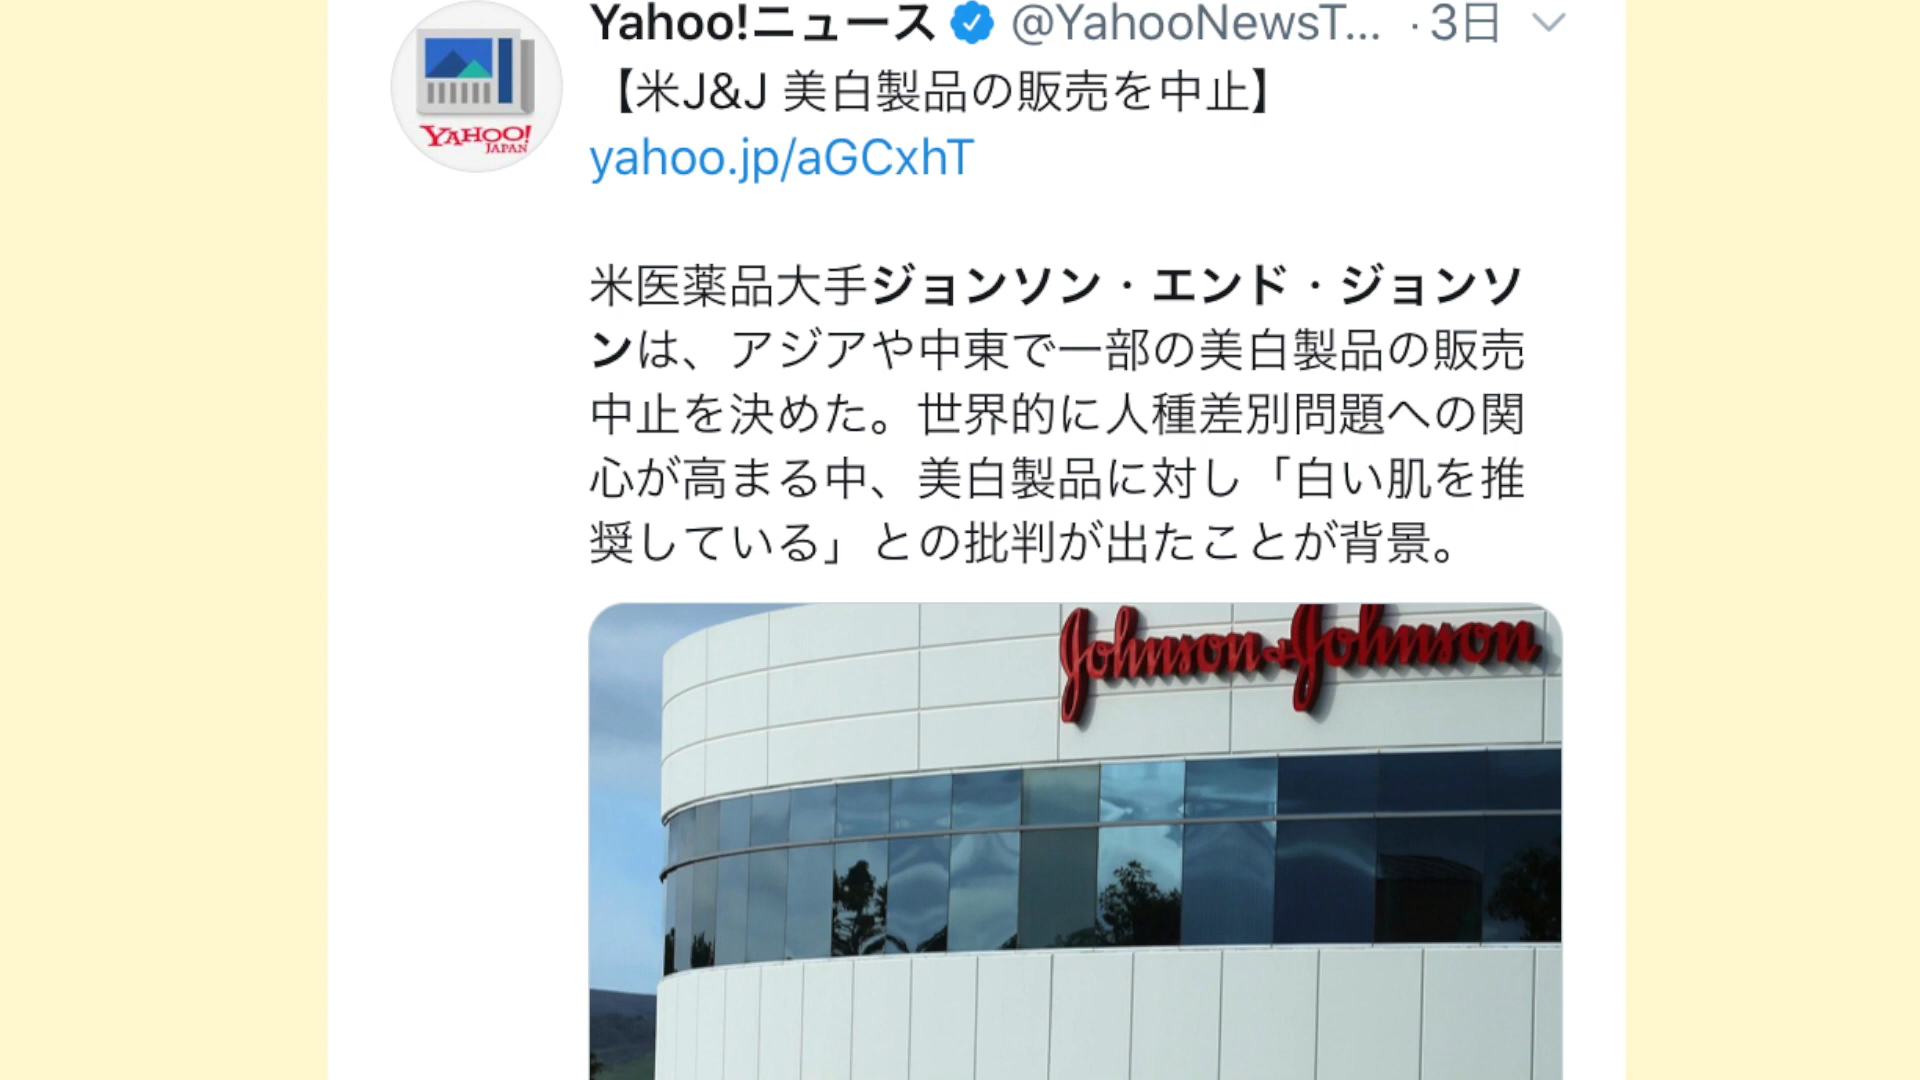 Yahoo!ニュース @YahooNewsT... · 3日
【米J&J 美白製品の販売を中止】
YAHOO!
JAPAN
yahoo.jp/aGCxhT
米医薬品大手ジョンソン・エンド・ジョンソ
ンは、アジアや中東で一部の美白製品の販売
中止を決めた。世界的に人種差別問題への関
心が高まる中、美白製品に対し「白い肌を推
奨している」との批判が出たことが背景。
Johnson & Johnson